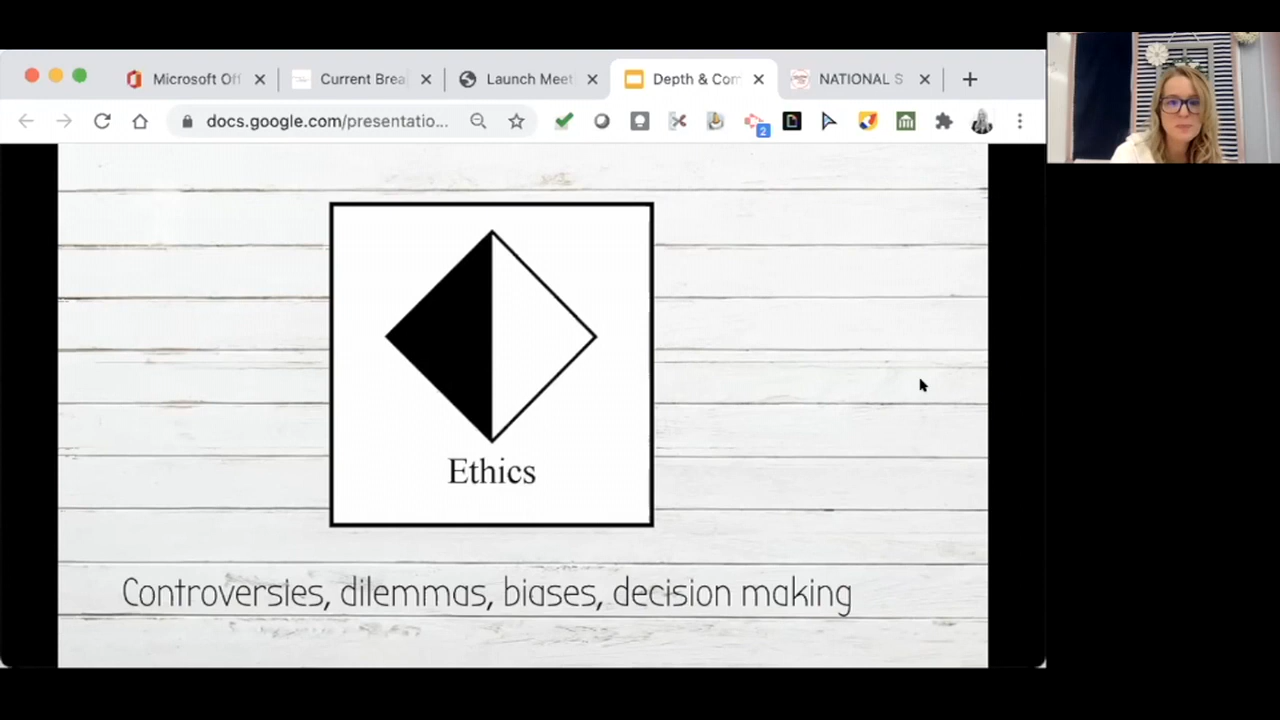 Microsoft Off
Current Brea
Launch Meet
Depth & Com
NATIONAL S
docs.google.com/presentatio...
2
Ethics
Controversies, dilemmas, biases, decision making